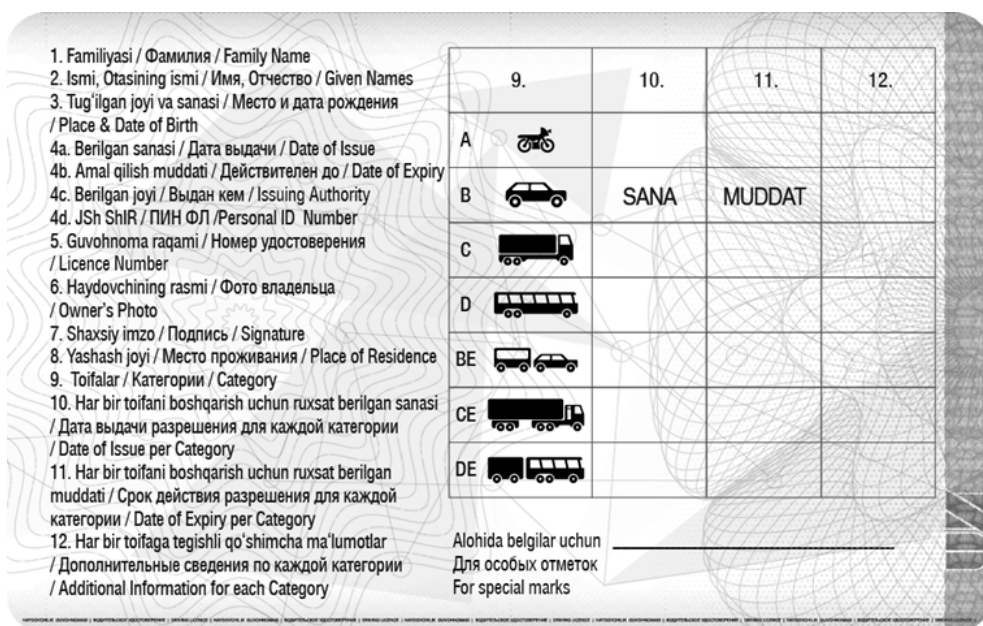 1. Familiyasi / Фамилия / Family Name
2. Ismi, Otasining ismi / Имя, Отчество / Given Names
3. Tug‘ilgan joyi va sanasi / Место и дата рождения
/ Place & Date of Birth
4a. Berilgan sanasi / Дата выдачи / Date of Issue
4b. Amal qilish muddati / Действителен до / Date of Expiry
4c. Berilgan joyi / Выдан кем / Issuing Authority
4d. JSh ShIR / ПИН ФЛ /Personal ID Number
5. Guvohnoma raqami / Номер удостоверения
/ Licence Number
6. Haydovchining rasmi / Фото владельца
/ Owner's Photo
7. Shaxsiy imzo / Подпись / Signature
8. Yashash joyi / Место проживания / Place of Residence
9. Toifalar / Категории / Category
10. Har bir toifani boshqarish uchun ruxsat berilgan sanasi
/ Дата выдачи разрешения для каждой категории
/ Date of Issue per Category
11. Har bir toifani boshqarish uchun ruxsat berilgan
muddati / Срок действия разрешения для каждой
категории / Date of Expiry per Category
12. Har bir toifaga tegishli qo‘shimcha ma‘lumotlar
/ Дополнительные сведения по каждой категории
/ Additional Information for each Category
9. 10. 11. 12.
A
B SANA MUDDAT
C
D
BE
CE
DE
Alohida belgilar uchun
Для особых отметок
For special marks